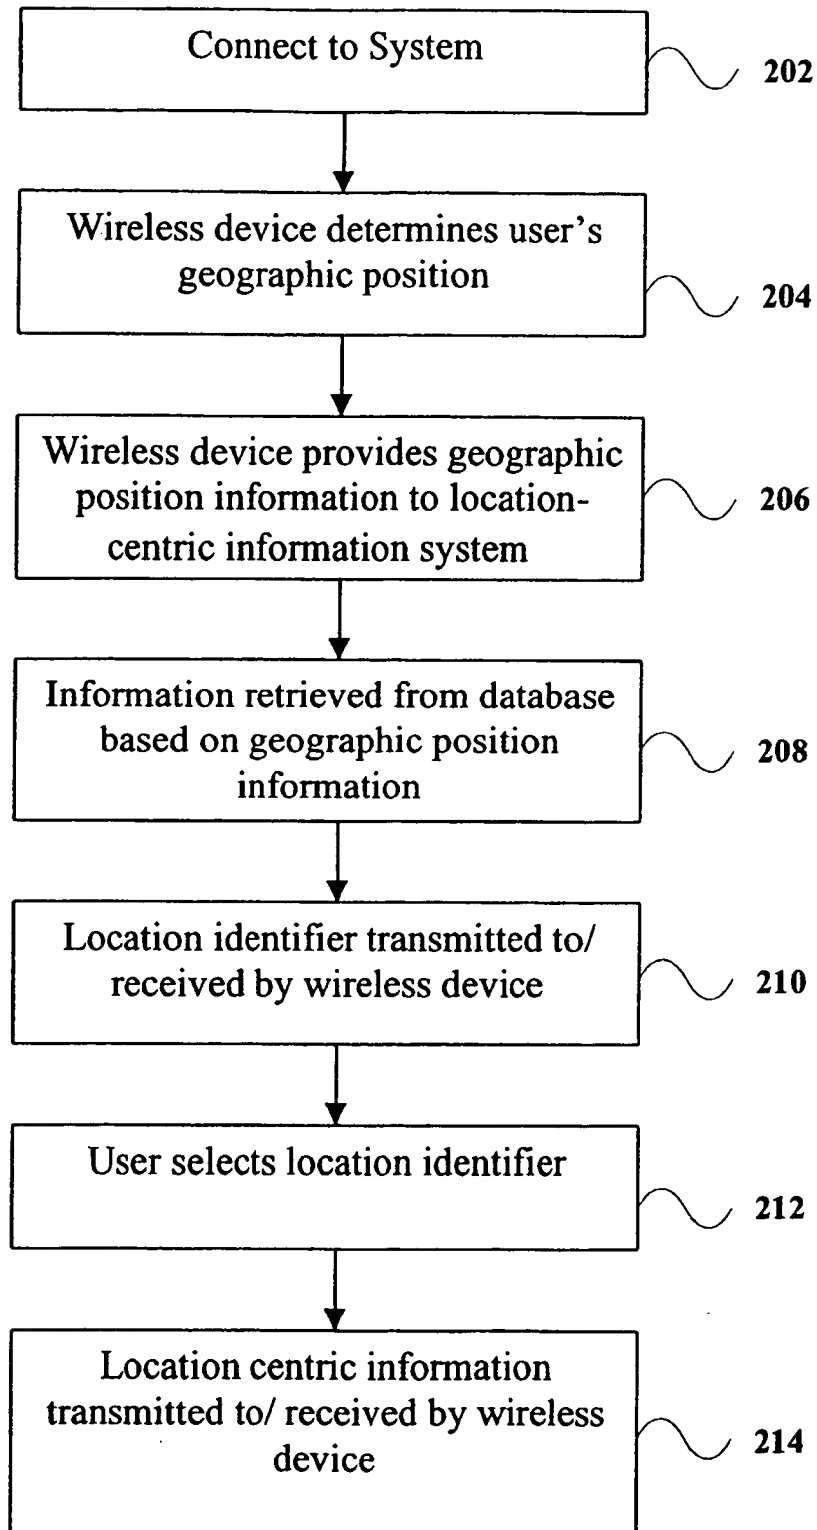 Connect to System
202
Wireless device determines user's
geographic position
204
Wireless device provides geographic
position information to location-
centric information system
206
Information retrieved from database
based on geographic position
information
208
Location identifier transmitted to/
received by wireless device
210
User selects location identifier
212
Location centric information
transmitted to/ received by wireless
device
214